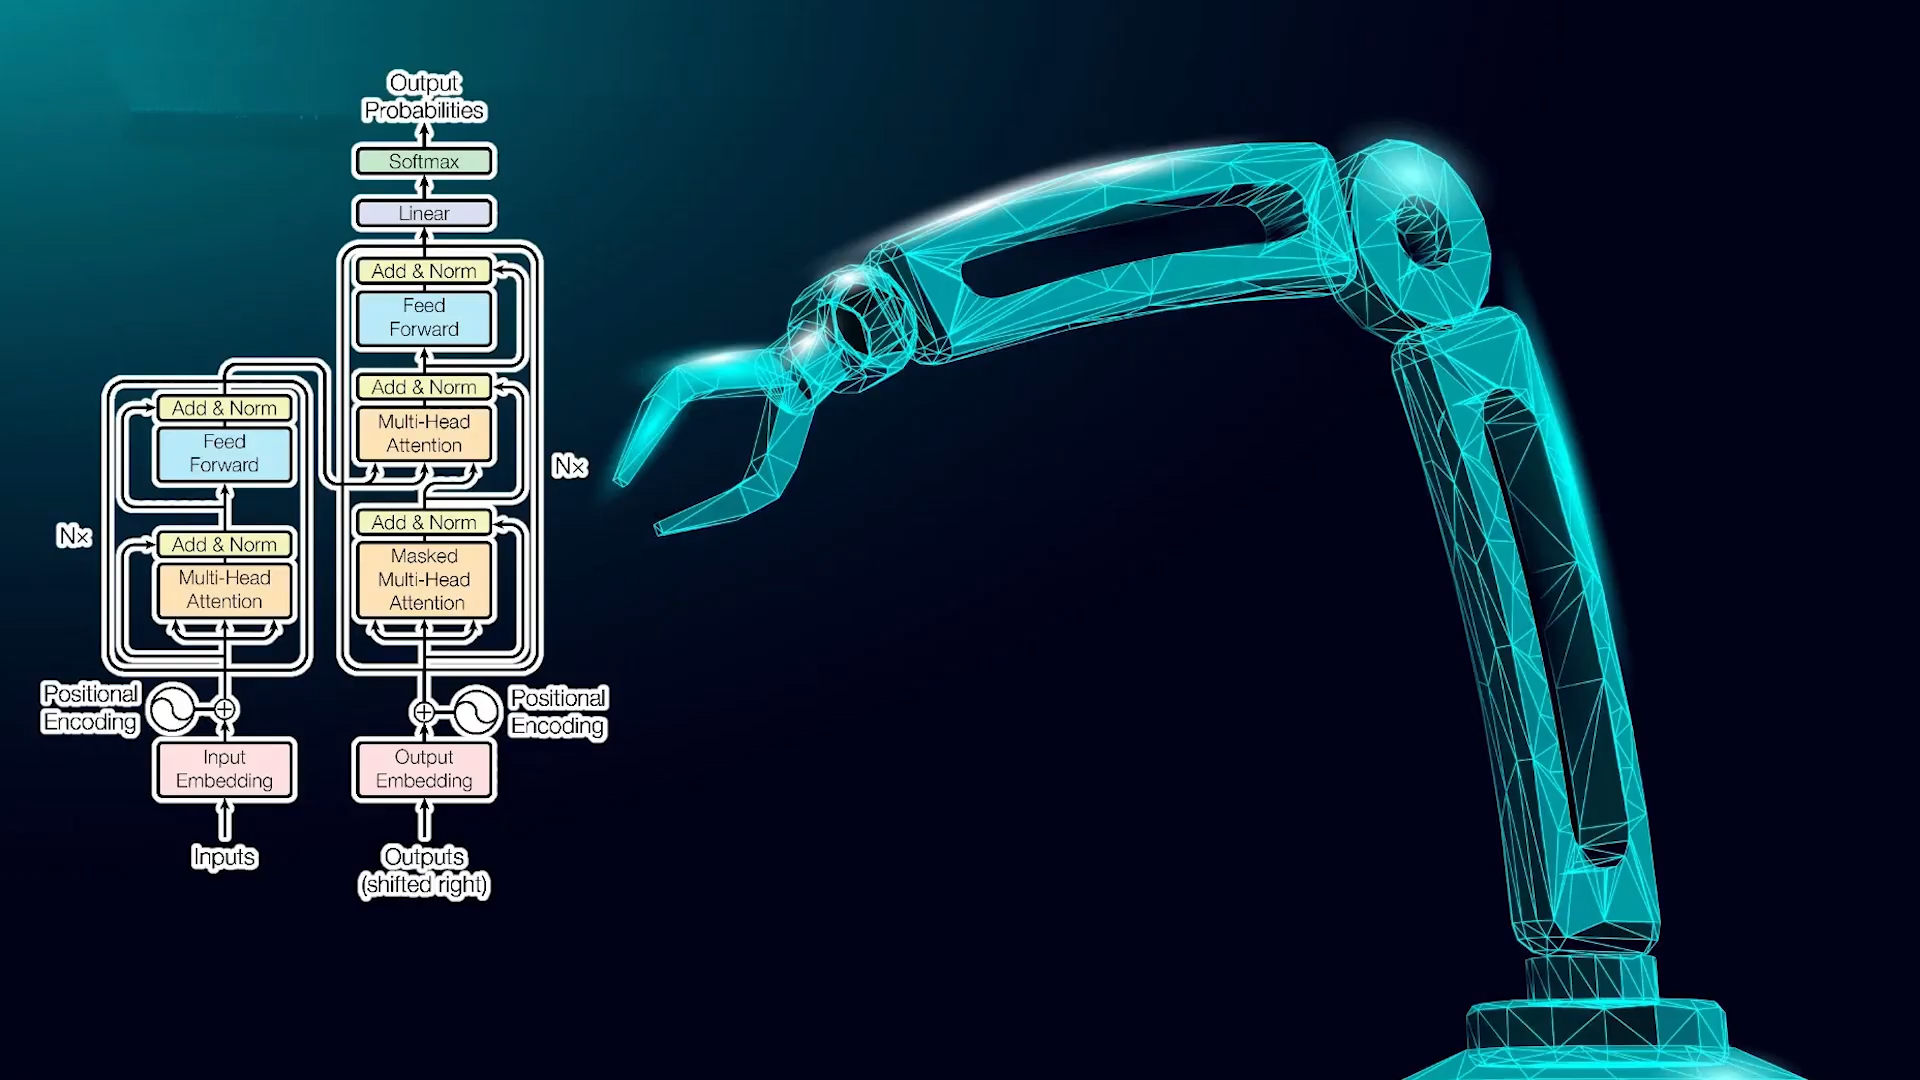 Output
Probabilities
Softmax
Linear
Add & Norm
Feed
Forward
Add & Norm
Multi-Head
Attention
Nx
Add & Norm
Masked
Multi-Head
Attention
Add & Norm
Feed
Forward
Nx
Add & Norm
Multi-Head
Attention
Positional
Encoding
Positional
Encoding
Input
Embedding
Output
Embedding
Inputs
Outputs
(shifted right)